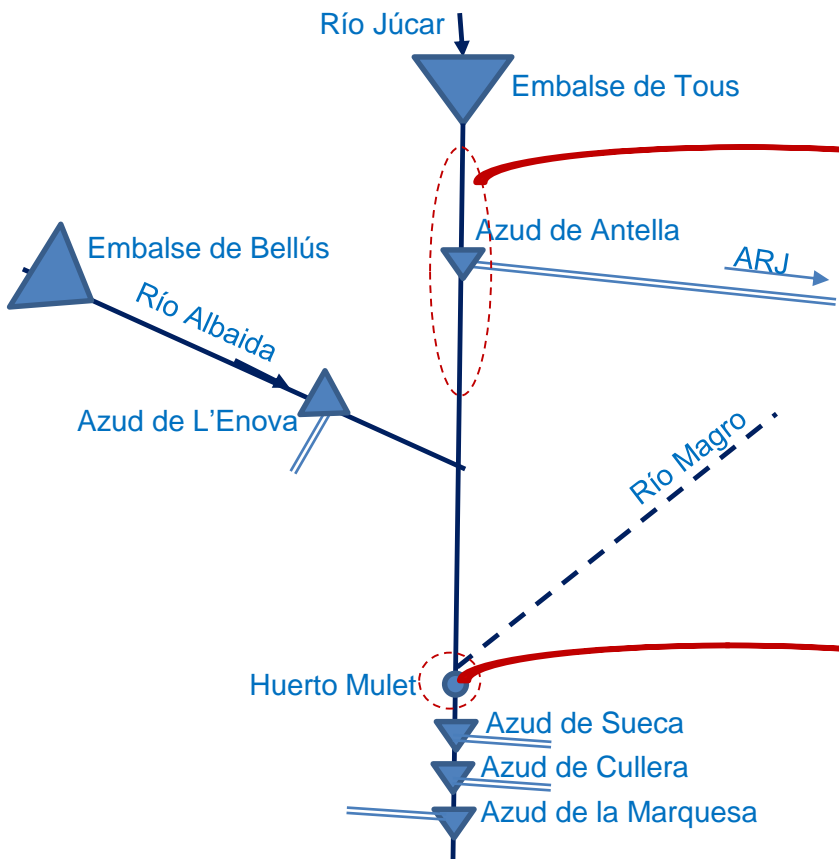 Río Júcar
Embalse de Tous
Azud de Antella
Embalse de Bellús
ARJ
Río Albaida
Azud de L'Enova
Río Magro
Huerto Mulet
Azud de Sueca
Azud de Cullera
Azud de la Marquesa